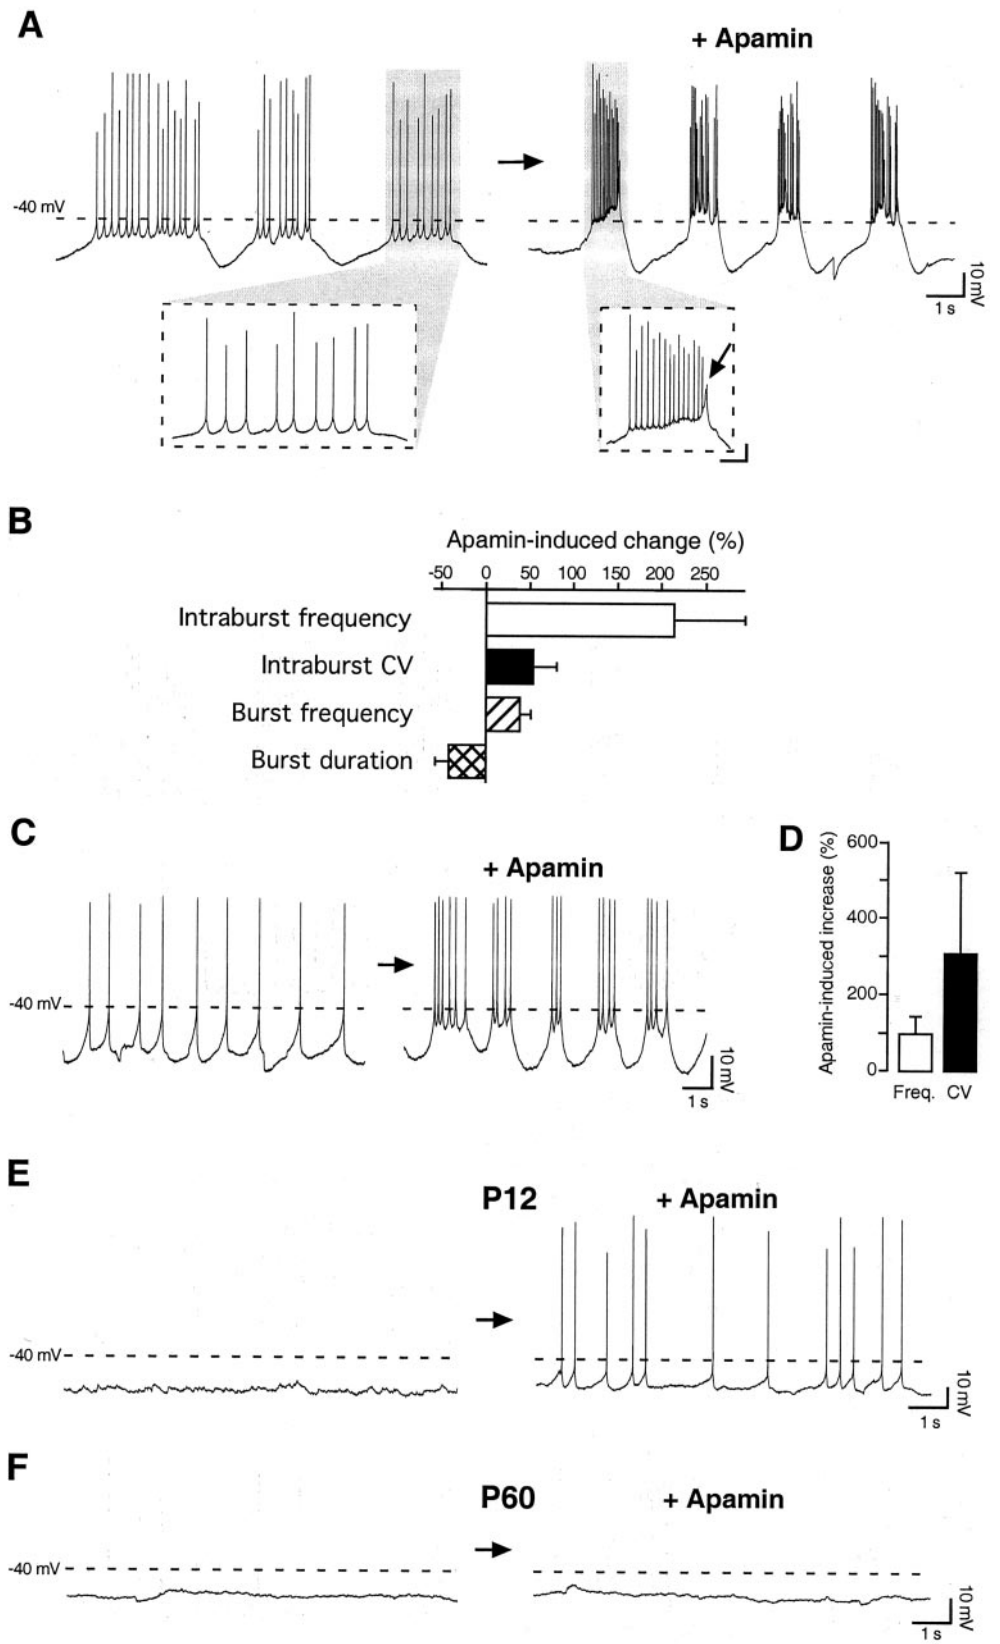 A
+ Apamin
-40 mV
10 mV
1 s
B
Apamin-induced change (%)
-50 0 50 100 150 200 250
Intraburst frequency
Intraburst CV
Burst frequency
Burst duration
C
+ Apamin
-40 mV
10 mV
1 s
D
Apamin-induced increase (%)
600
400
200
0
Freq. CV
E
P12 + Apamin
-40 mV
10 mV
1 s
F
P60 + Apamin
-40 mV
10 mV
1 s